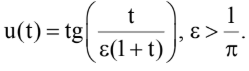 u(t) = tg(t/(ε(1+t))), ε > 1/π.